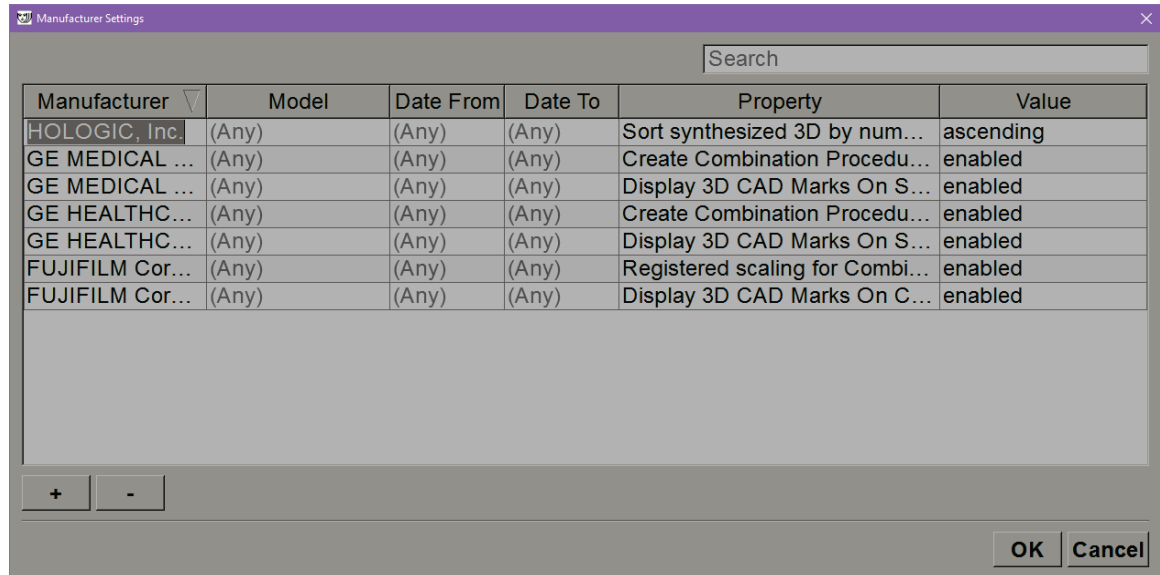 Manufacturer Settings
Search
Manufacturer Model Date From Date To Property Value
HOLOGIC, Inc. (Any) (Any) (Any) Sort synthesized 3D by num... ascending
GE MEDICAL ... (Any) (Any) (Any) Create Combination Procedu... enabled
GE MEDICAL ... (Any) (Any) (Any) Display 3D CAD Marks On S... enabled
GE HEALTHC... (Any) (Any) (Any) Create Combination Procedu... enabled
GE HEALTHC... (Any) (Any) (Any) Display 3D CAD Marks On S... enabled
FUJIFILM Cor... (Any) (Any) (Any) Registered scaling for Combi... enabled
FUJIFILM Cor... (Any) (Any) (Any) Display 3D CAD Marks On C... enabled
+ -
OK Cancel